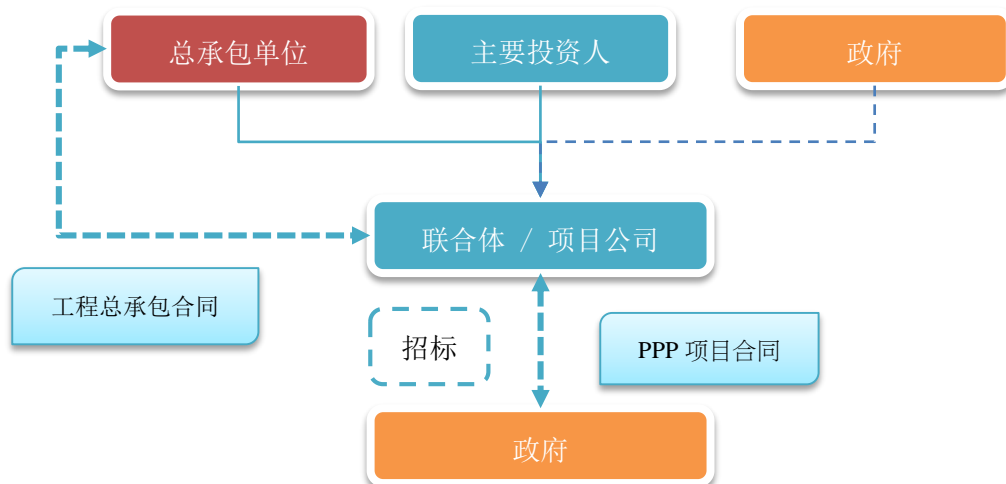 总承包单位
主要投资人
政府
联合体 / 项目公司
工程总承包合同
招标
PPP 项目合同
政府